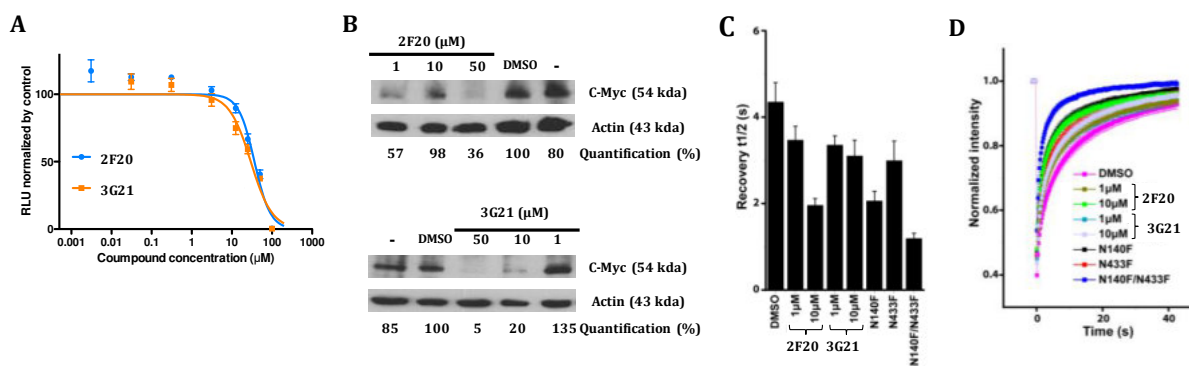 A
RLU normalized by control
150
100
50
0
2F20
3G21
0.001 0.01 0.1 1 10 100 1000
Coumpound concentration (µM)
B
2F20 (µM)
1 10 50 DMSO -
C-Myc (54 kda)
Actin (43 kda)
57 98 36 100 80 Quantification (%)
3G21 (µM)
- DMSO 50 10 1
C-Myc (54 kda)
Actin (43 kda)
85 100 5 20 135 Quantification (%)
C
Recovery t1/2 (s)
6
4
2
0
DMSO 1µM 10µM 1µM 10µM N140F N433F N140F/N433F
2F20 3G21
D
Normalized intensity
1.0
0.8
0.6
0.4
DMSO
1µM
10µM
2F20
1µM
10µM
3G21
N140F
N433F
N140F/N433F
0 20 40
Time (s)